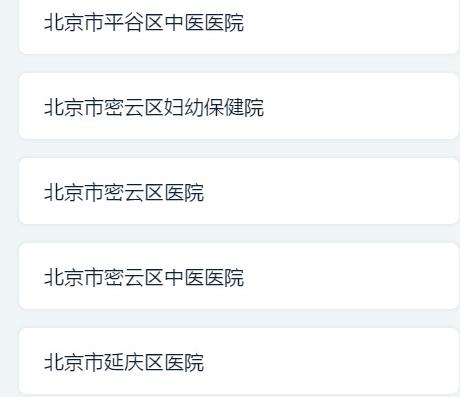 北京市平谷区中医医院
北京市密云区妇幼保健院
北京市密云区医院
北京市密云区中医医院
北京市延庆区医院